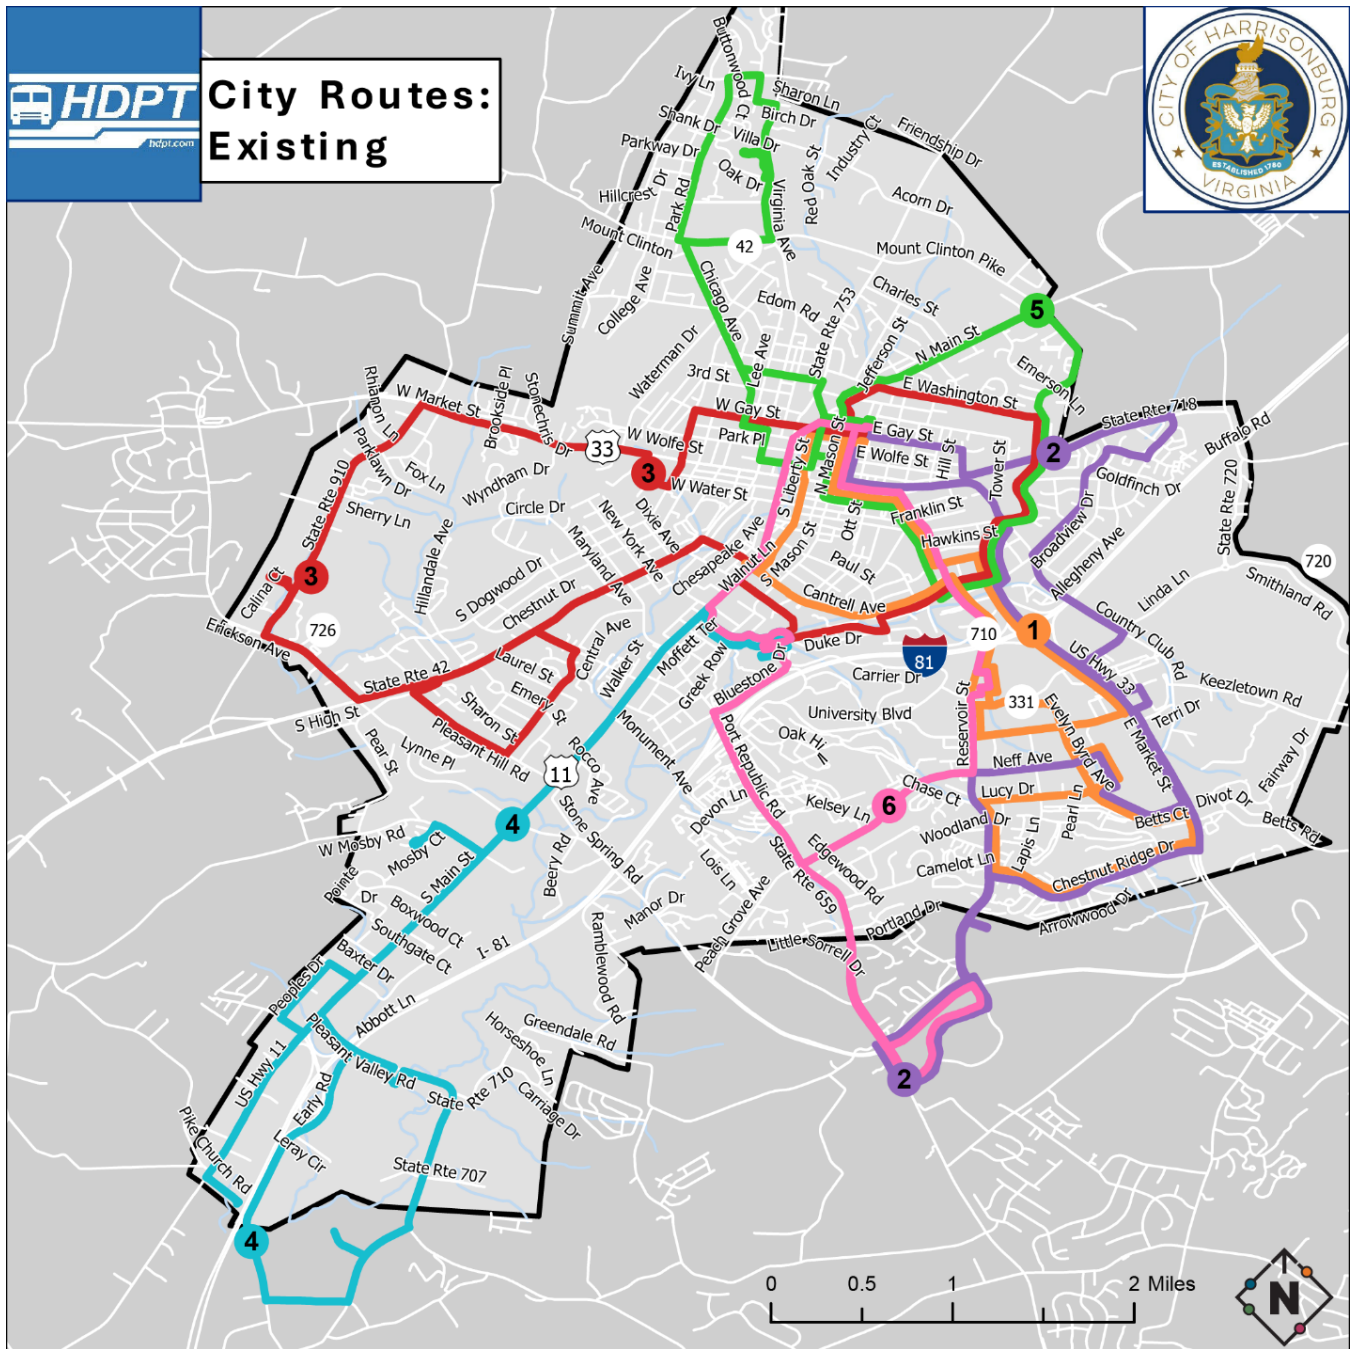 HDPT
hdpt.com
City Routes:
Existing
CITY OF HARRISONBURG
ESTABLISHED 1780
VIRGINIA
Buttonwood Ct
Ivy Ln
Sharon Ln
Shank Dr
Birch Dr
Villa Dr
Parkway Dr
Oak Dr
Red Oak St
Industry Ct
Friendship Dr
Hillcrest Dr
Park Rd
Virginia Ave
Acorn Dr
Mount Clinton
42
Mount Clinton Pike
Summit Ave
College Ave
Chicago Ave
Edom Rd
State Rte 753
Charles St
5
Jefferson St
N Main St
Waterman Dr
Lee Ave
3rd St
Emerson Ln
Rhianon Ln
W Market St
Brookside Pl
Stonechris Dr
W Gay St
E Washington St
State Rte 718
Buffalo Rd
33
W Wolfe St
Park Pl
N Mason St
E Gay St
E Wolfe St
Hill St
Tower St
2
3
Parklawn Dr
Fox Ln
Wyndham Dr
W Water St
S Liberty St
Goldfinch Dr
State Rte 720
State Rte 910
Sherry Ln
Circle Dr
Dixie Ave
New York Ave
Ott St
Franklin St
Broadview Dr
Hillandale Ave
Maryland Ave
Chesapeake Ave
Walnut Ln
S Mason St
Hawkins St
Allegheny Ave
720
3
Calina Ct
S Dogwood Dr
Chestnut Dr
Paul St
Linda Ln
Smithland Rd
Erickson Ave
726
Cantrell Ave
Country Club Rd
1
710
Central Ave
Moffett Ter
Duke Dr
81
US Hwy 33
State Rte 42
Laurel St
Walker St
Greek Row
Bluestone Dr
Carrier Dr
Keezletown Rd
Emery St
Sharon St
331
S High St
Pleasant Hill Rd
Port Republic Rd
University Blvd
Reservoir St
Evelyn Byrd Ave
E Market St
Terri Dr
Pear St
Lynne Pl
Rocco Ave
Monument Ave
Oak Hi
Neff Ave
Fairway Dr
11
6
Chase Ct
Lucy Dr
4
Stone Spring Rd
Devon Ln
Kelsey Ln
Woodland Dr
Lapis Ln
Pearl Ln
Betts Ct
Divot Dr
Betts Rd
W Mosby Rd
Mosby Ct
Beery Rd
Lois Ln
State Rte 659
Edgewood Rd
Camelot Ln
Chestnut Ridge Dr
Pointe
Dr
S Main St
Boxwood Ct
Manor Dr
Peach Grove Ave
Portland Dr
Arrowwood Dr
Southgate Ct
I- 81
Ramblewood Rd
Little Sorrell Dr
Baxter Dr
Peoples Dr
Abbott Ln
Greendale Rd
Horseshoe Ln
Pleasant Valley Rd
US Hwy 11
Early Rd
State Rte 710
Carriage Dr
2
Pike Church Rd
Leray Cir
State Rte 707
4
0 0.5 1 2 Miles
N